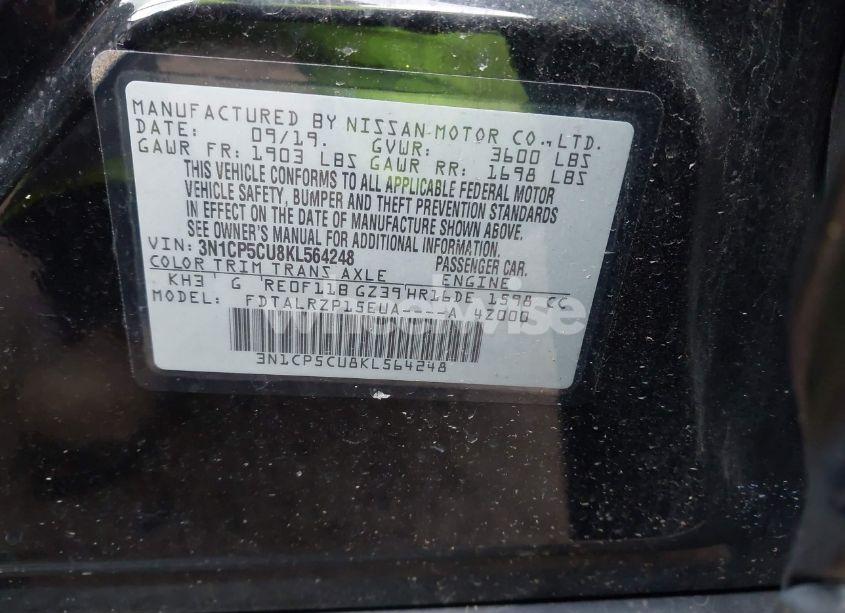 MANUFACTURED BY NISSAN MOTOR CO.,LTD.
DATE: 09/19. GVWR: 3600 LBS
GAWR FR: 1903 LBS GAWR RR: 1698 LBS
THIS VEHICLE CONFORMS TO ALL APPLICABLE FEDERAL MOTOR
VEHICLE SAFETY, BUMPER AND THEFT PREVENTION STANDARDS
IN EFFECT ON THE DATE OF MANUFACTURE SHOWN ABOVE.
SEE OWNER'S MANUAL FOR ADDITIONAL INFORMATION.
VIN: 3N1CP5CU8KL564248 PASSENGER CAR.
COLOR TRIM TRANS AXLE ENGINE
KH3 G RE0F11B GZ39 HR16DE 1598 CC
MODEL: FDTALRZP15EUA----A 4Z000
wheelwise
3N1CP5CU8KL564248